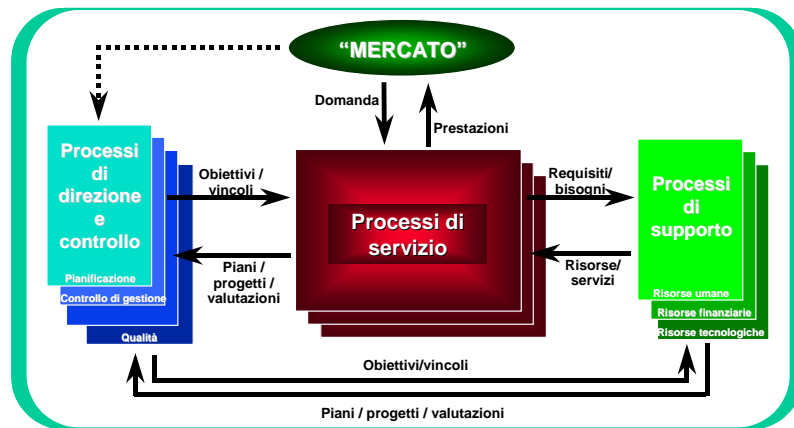 “MERCATO”
Domanda
Prestazioni
Processi
di
direzione
e
controllo
Pianificazione
Controllo di gestione
Qualità
Obiettivi /
vincoli
Piani /
progetti /
valutazioni
Processi di
servizio
Requisiti/
bisogni
Risorse/
servizi
Processi
di
supporto
Risorse umane
Risorse finanziarie
Risorse tecnologiche
Obiettivi/vincoli
Piani / progetti / valutazioni